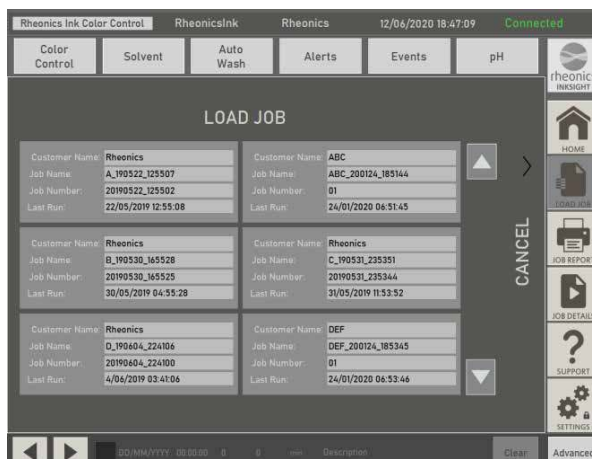 Rheonics Ink Color Control RheonicsInk Rheonics 12/06/2020 18:47:09 Connected
Color Control Solvent Auto Wash Alerts Events pH
rheonics
INKSIGHT
LOAD JOB
Customer Name: Rheonics
Job Name: A_190522_125507
Job Number: 20190522_125502
Last Run: 22/05/2019 12:55:08
Customer Name: ABC
Job Name: ABC_200124_185144
Job Number: 01
Last Run: 24/01/2020 06:51:45
Customer Name: Rheonics
Job Name: B_190530_165528
Job Number: 20190530_165525
Last Run: 30/05/2019 04:55:28
Customer Name: Rheonics
Job Name: C_190531_235351
Job Number: 20190531_235344
Last Run: 31/05/2019 11:53:52
Customer Name: Rheonics
Job Name: D_190604_224106
Job Number: 20190604_224100
Last Run: 4/06/2019 03:41:06
Customer Name: DEF
Job Name: DEF_200124_185345
Job Number: 01
Last Run: 24/01/2020 06:53:46
CANCEL
HOME
LOAD JOB
JOB REPORT
JOB DETAILS
?
SUPPORT
SETTINGS
DD/MM/YYYY 00:00:00 0 0 min Description Clear Advanced